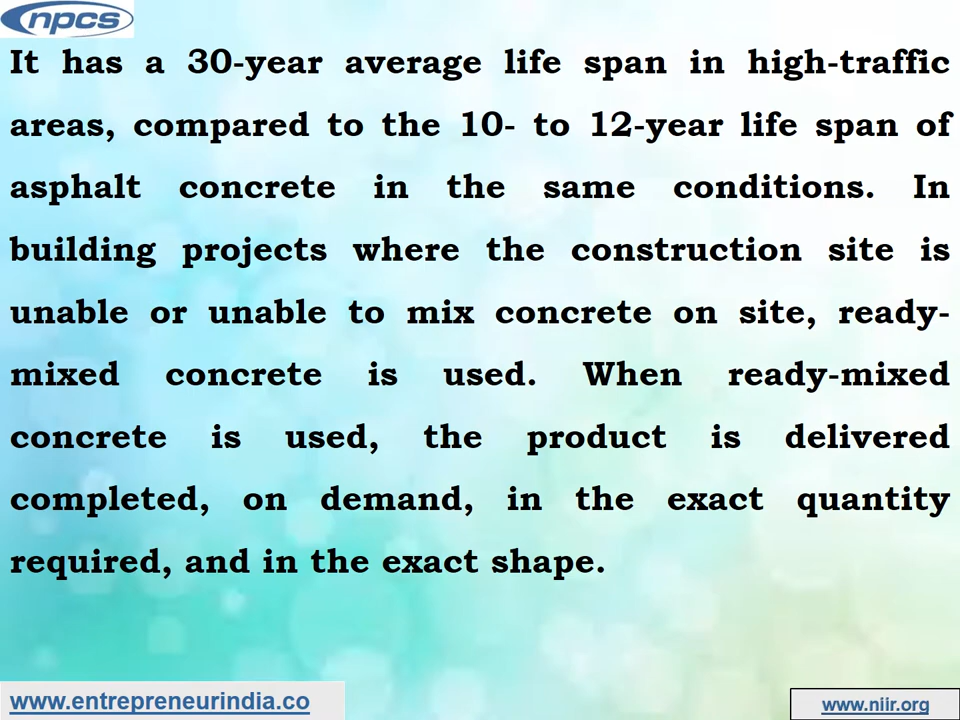 npcs
It has a 30-year average life span in high-traffic
areas, compared to the 10- to 12-year life span of
asphalt concrete in the same conditions. In
building projects where the construction site is
unable or unable to mix concrete on site, ready-
mixed concrete is used. When ready-mixed
concrete is used, the product is delivered
completed, on demand, in the exact quantity
required, and in the exact shape.
www.entrepreneurindia.co
www.niir.org